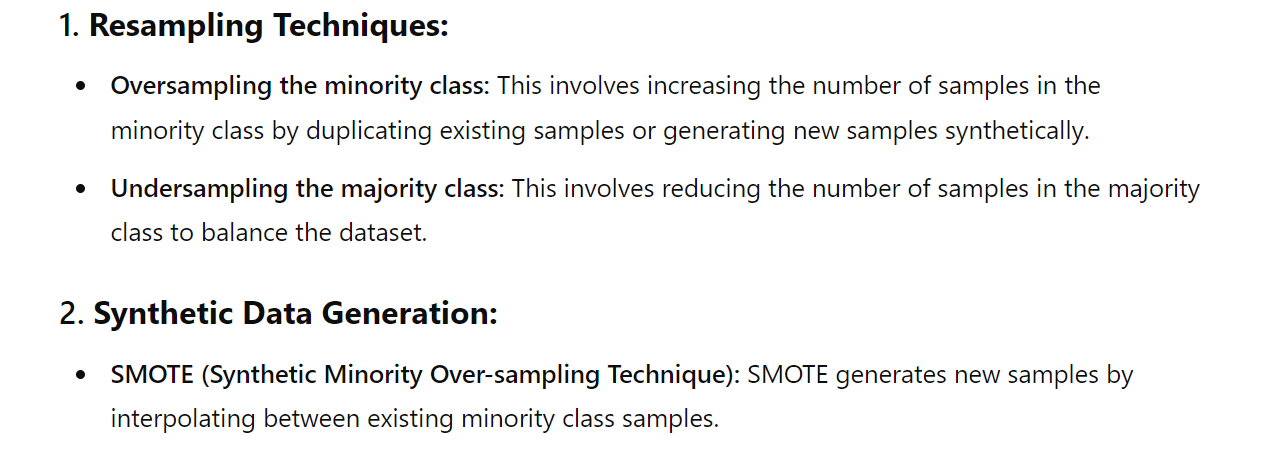 1. Resampling Techniques:
• Oversampling the minority class: This involves increasing the number of samples in the
minority class by duplicating existing samples or generating new samples synthetically.
• Undersampling the majority class: This involves reducing the number of samples in the majority
class to balance the dataset.
2. Synthetic Data Generation:
• SMOTE (Synthetic Minority Over-sampling Technique): SMOTE generates new samples by
interpolating between existing minority class samples.